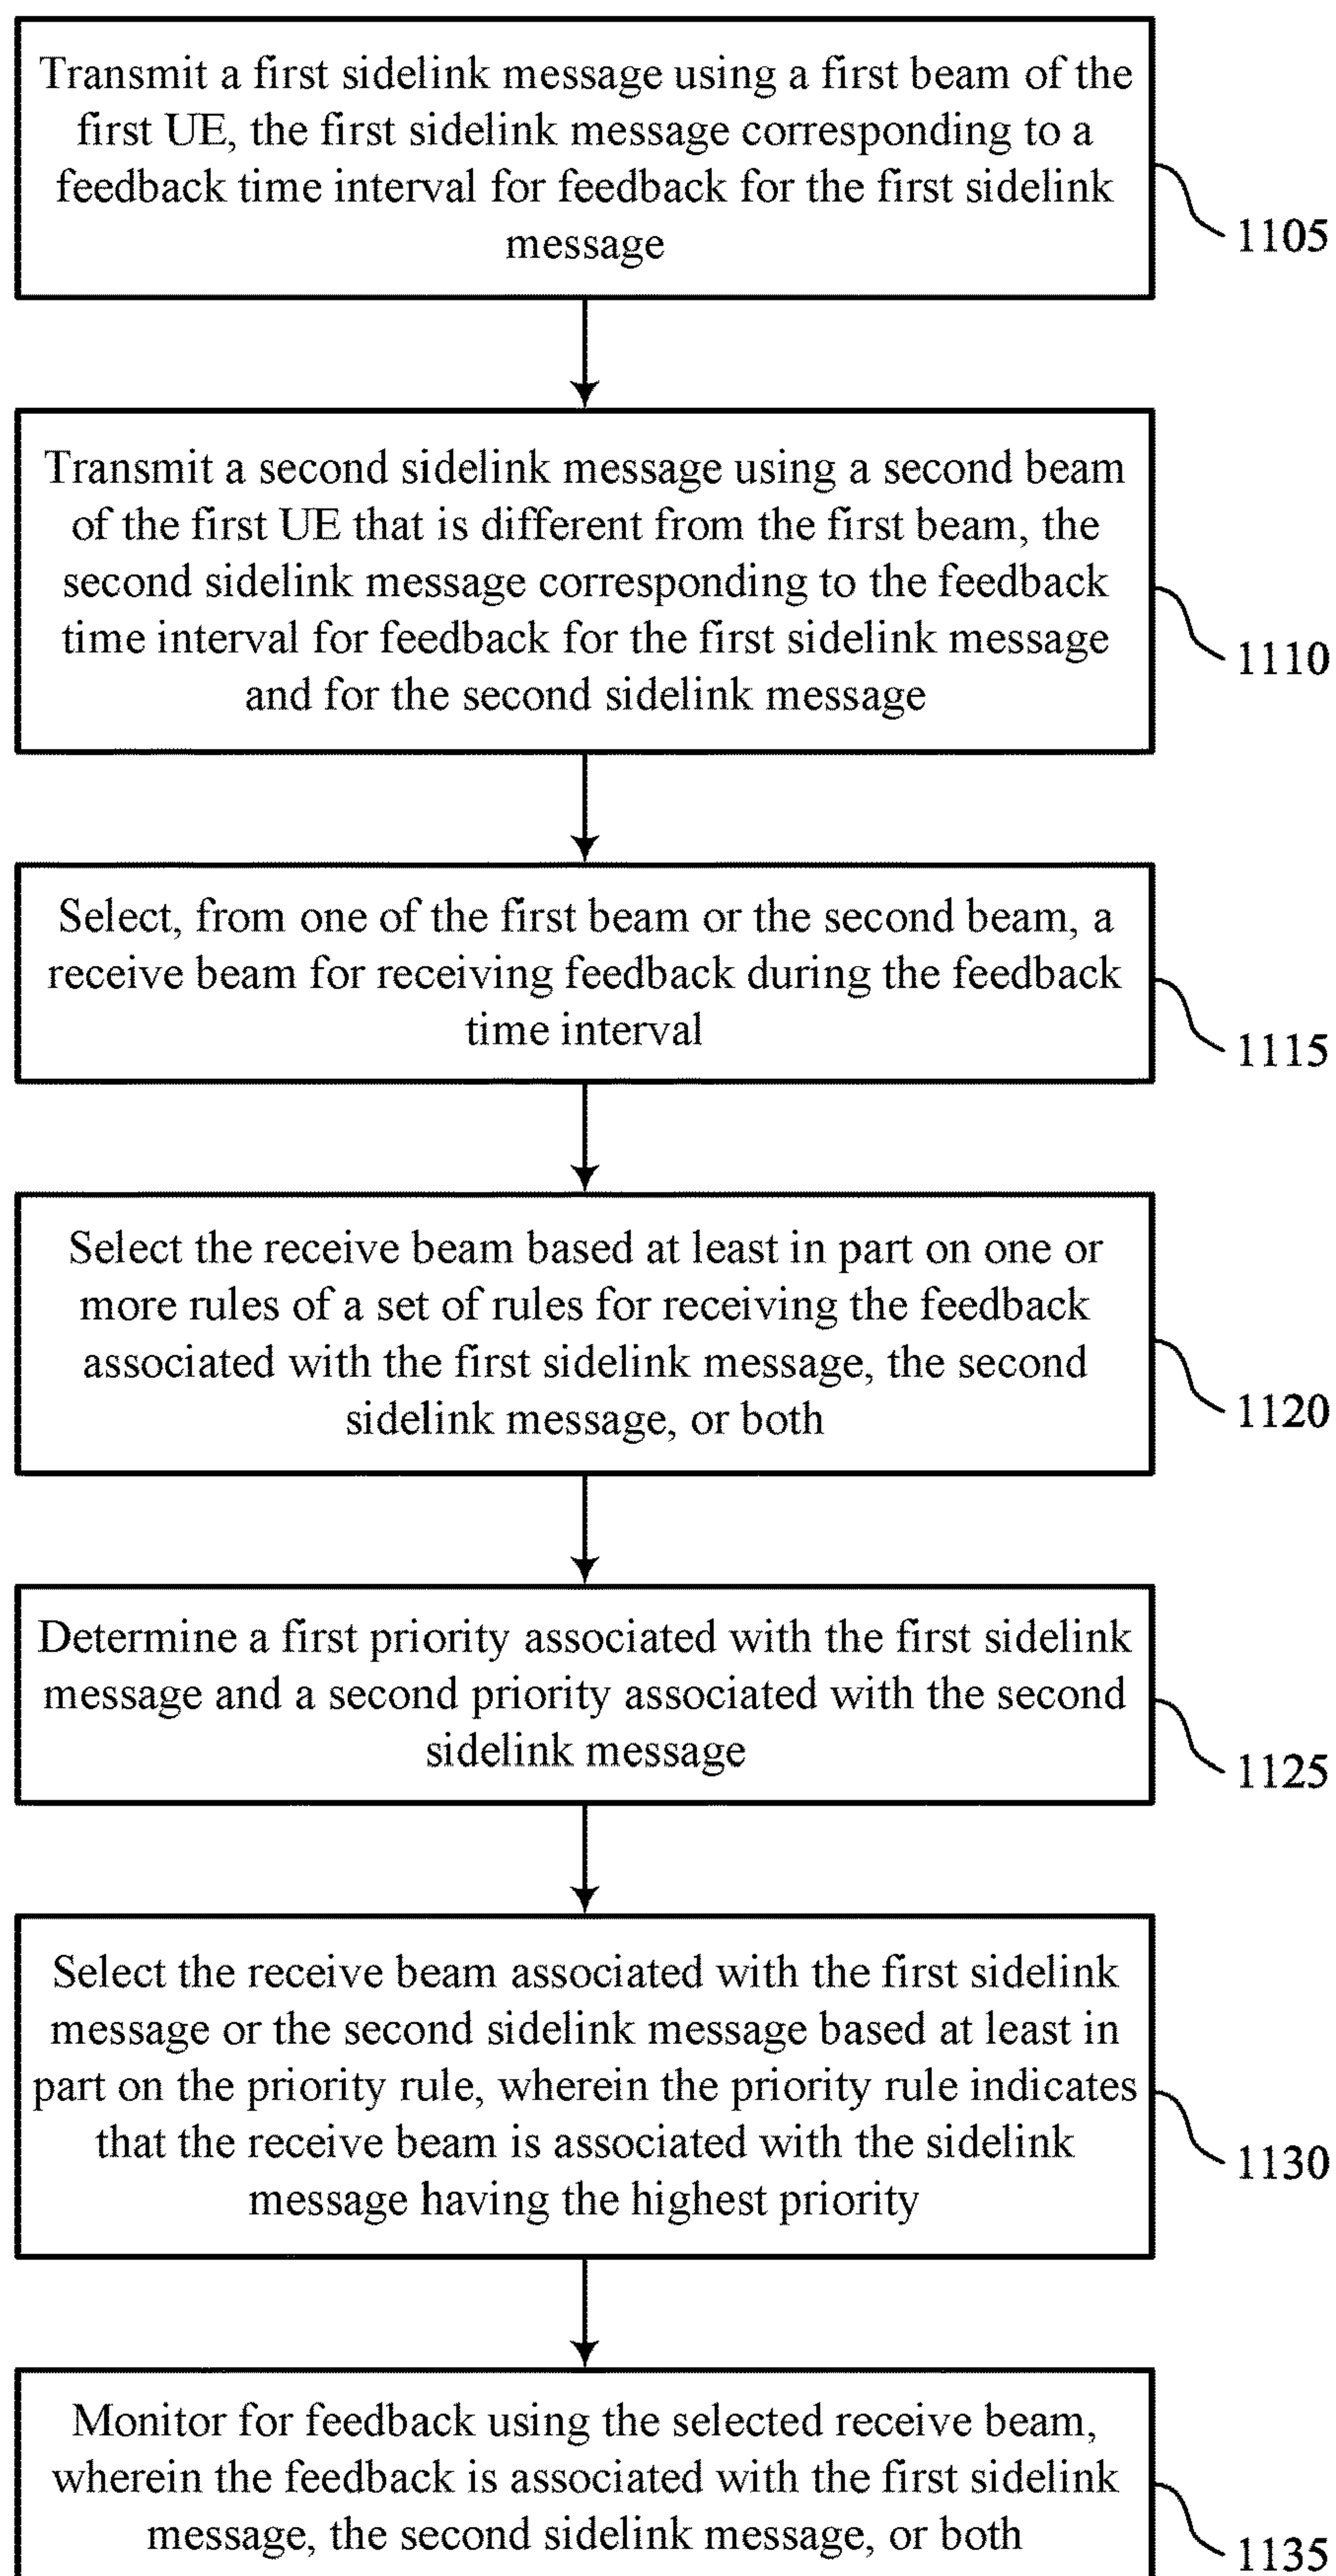 Transmit a first sidelink message using a first beam of the
first UE, the first sidelink message corresponding to a
feedback time interval for feedback for the first sidelink
message
1105
Transmit a second sidelink message using a second beam
of the first UE that is different from the first beam, the
second sidelink message corresponding to the feedback
time interval for feedback for the first sidelink message
and for the second sidelink message
1110
Select, from one of the first beam or the second beam, a
receive beam for receiving feedback during the feedback
time interval
1115
Select the receive beam based at least in part on one or
more rules of a set of rules for receiving the feedback
associated with the first sidelink message, the second
sidelink message, or both
1120
Determine a first priority associated with the first sidelink
message and a second priority associated with the second
sidelink message
1125
Select the receive beam associated with the first sidelink
message or the second sidelink message based at least in
part on the priority rule, wherein the priority rule indicates
that the receive beam is associated with the sidelink
message having the highest priority
1130
Monitor for feedback using the selected receive beam,
wherein the feedback is associated with the first sidelink
message, the second sidelink message, or both
1135